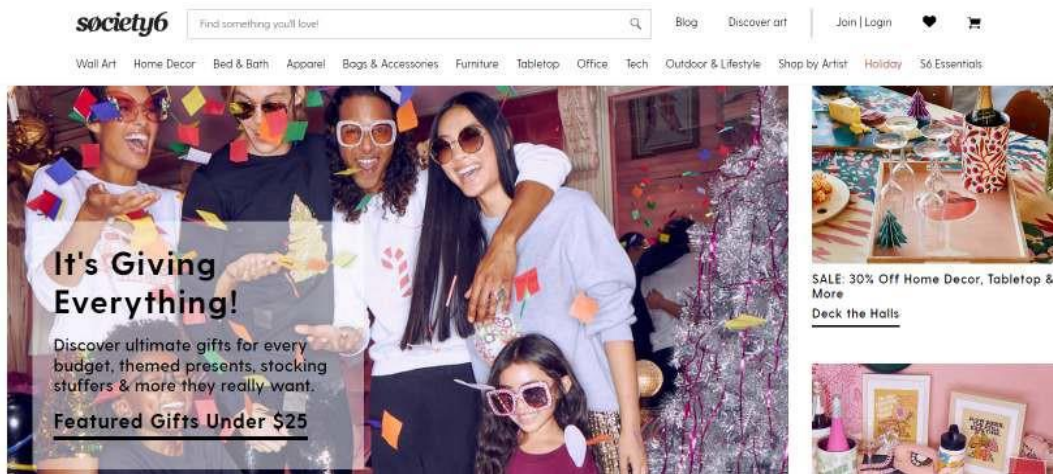 søciety6
Find something you'll love!
Blog
Discover art
Join | Login
Wall Art
Home Decor
Bed & Bath
Apparel
Bags & Accessories
Furniture
Tabletop
Office
Tech
Outdoor & Lifestyle
Shop by Artist
Holiday
S6 Essentials
It's Giving
Everything!
Discover ultimate gifts for every
budget, themed presents, stocking
stuffers & more they really want.
Featured Gifts Under $25
SALE: 30% Off Home Decor, Tabletop &
More
Deck the Halls